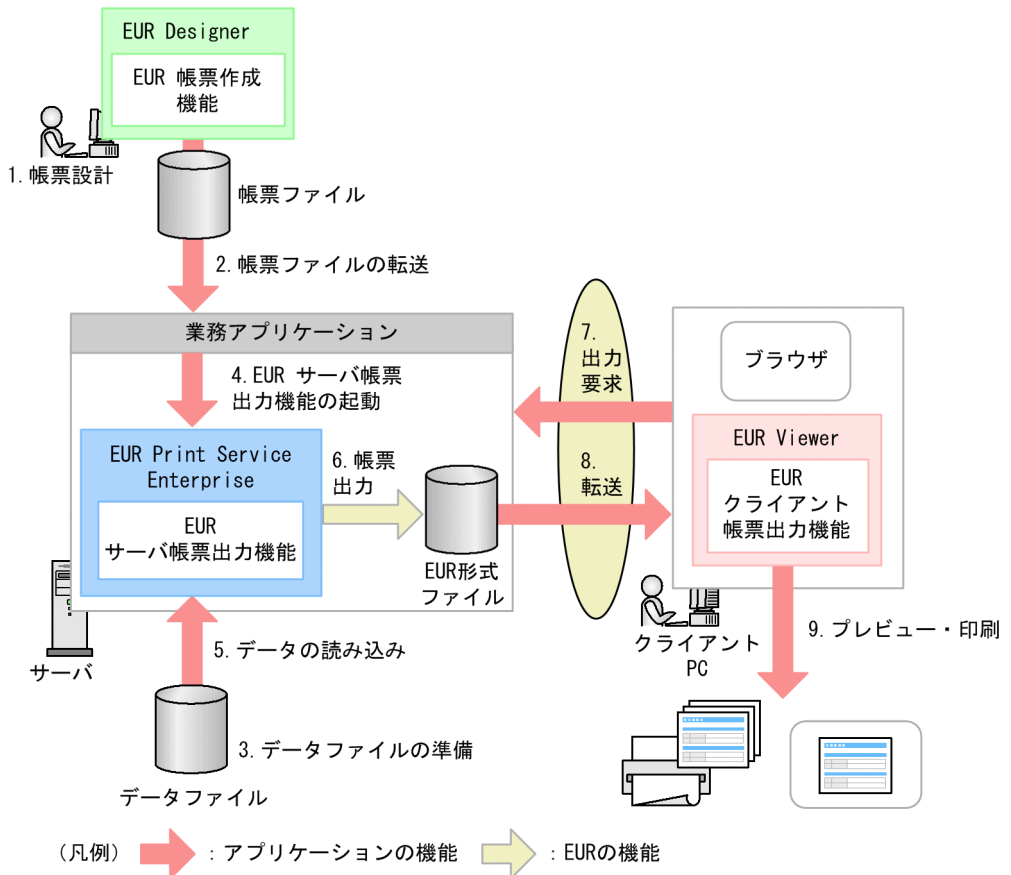 EUR Designer
EUR 帳票作成
機能
1.帳票設計
帳票ファイル
2.帳票ファイルの転送
業務アプリケーション
4.EUR サーバ帳票
出力機能の起動
EUR Print Service
Enterprise
EUR
サーバ帳票出力機能
6.帳票
出力
EUR形式
ファイル
7.
出力
要求
8.
転送
ブラウザ
EUR Viewer
EUR
クライアント
帳票出力機能
サーバ
5.データの読み込み
クライアント
PC
9.プレビュー・印刷
3.データファイルの準備
データファイル
(凡例) :アプリケーションの機能 :EURの機能